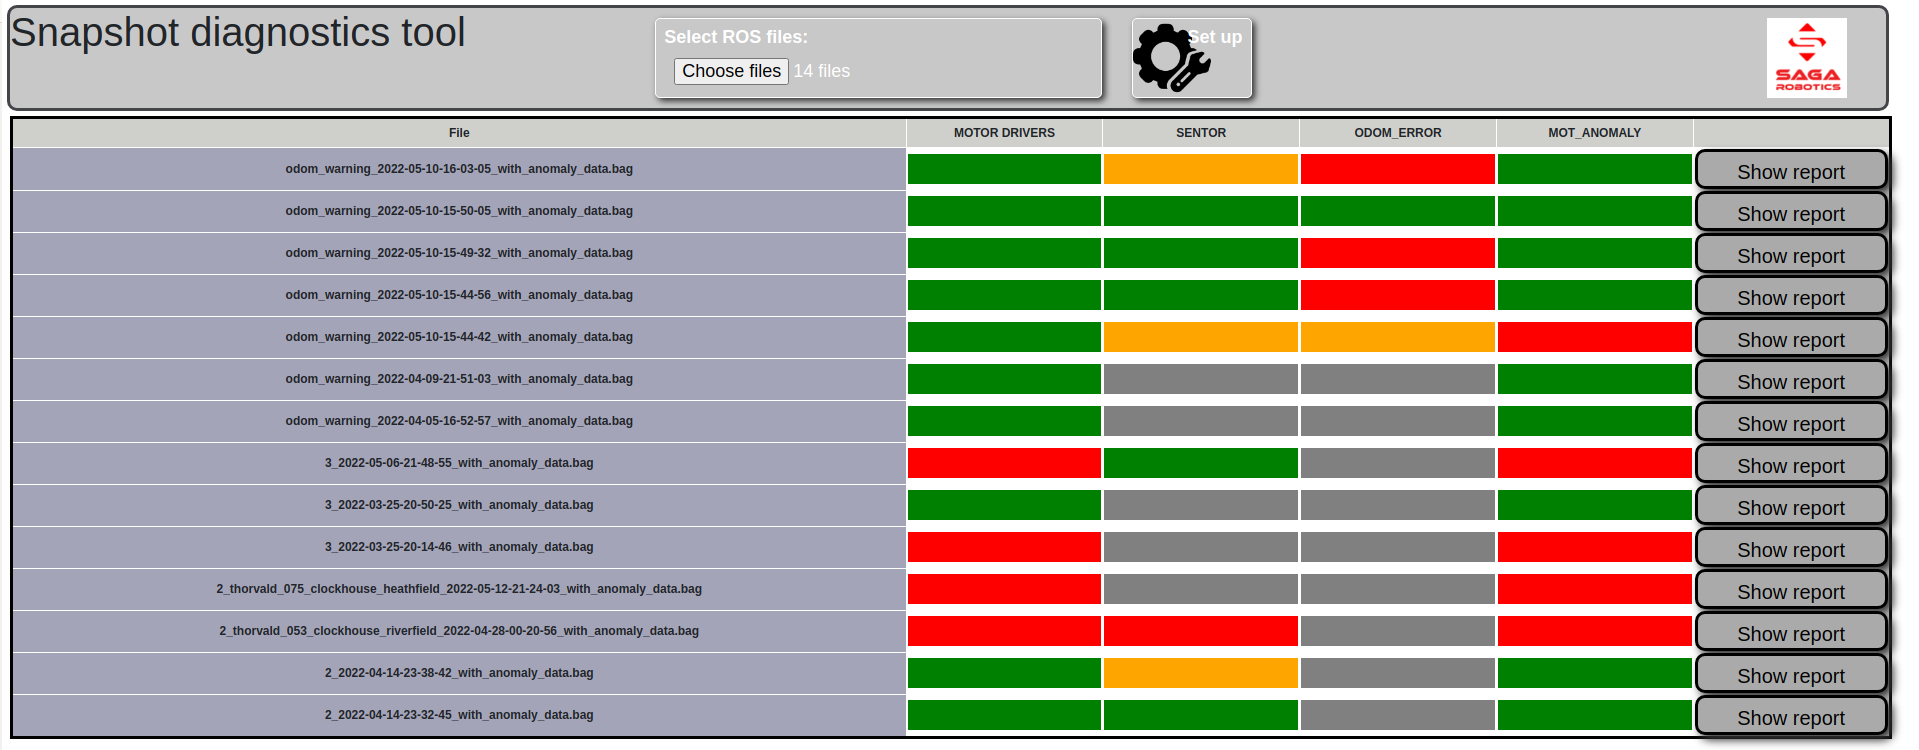 Snapshot diagnostics tool
Select ROS files:
Choose files 14 files
Set up
SAGA
ROBOTICS
File MOTOR DRIVERS SENTOR ODOM_ERROR MOT_ANOMALY
odom_warning_2022-05-10-16-03-05_with_anomaly_data.bag Show report
odom_warning_2022-05-10-15-50-05_with_anomaly_data.bag Show report
odom_warning_2022-05-10-15-49-32_with_anomaly_data.bag Show report
odom_warning_2022-05-10-15-44-56_with_anomaly_data.bag Show report
odom_warning_2022-05-10-15-44-42_with_anomaly_data.bag Show report
odom_warning_2022-04-09-21-51-03_with_anomaly_data.bag Show report
odom_warning_2022-04-05-16-52-57_with_anomaly_data.bag Show report
3_2022-05-06-21-48-55_with_anomaly_data.bag Show report
3_2022-03-25-20-50-25_with_anomaly_data.bag Show report
3_2022-03-25-20-14-46_with_anomaly_data.bag Show report
2_thorvald_075_clockhouse_heathfield_2022-05-12-21-24-03_with_anomaly_data.bag Show report
2_thorvald_053_clockhouse_riverfield_2022-04-28-00-20-56_with_anomaly_data.bag Show report
2_2022-04-14-23-38-42_with_anomaly_data.bag Show report
2_2022-04-14-23-32-45_with_anomaly_data.bag Show report